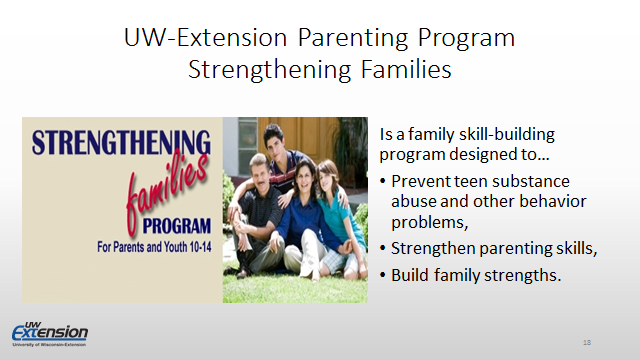 UW-Extension Parenting Program
Strengthening Families
STRENGTHENING
families
PROGRAM
For Parents and Youth 10-14
Is a family skill-building
program designed to...
• Prevent teen substance
abuse and other behavior
problems,
• Strengthen parenting skills,
• Build family strengths.
UW
Extension
University of Wisconsin-Extension
18